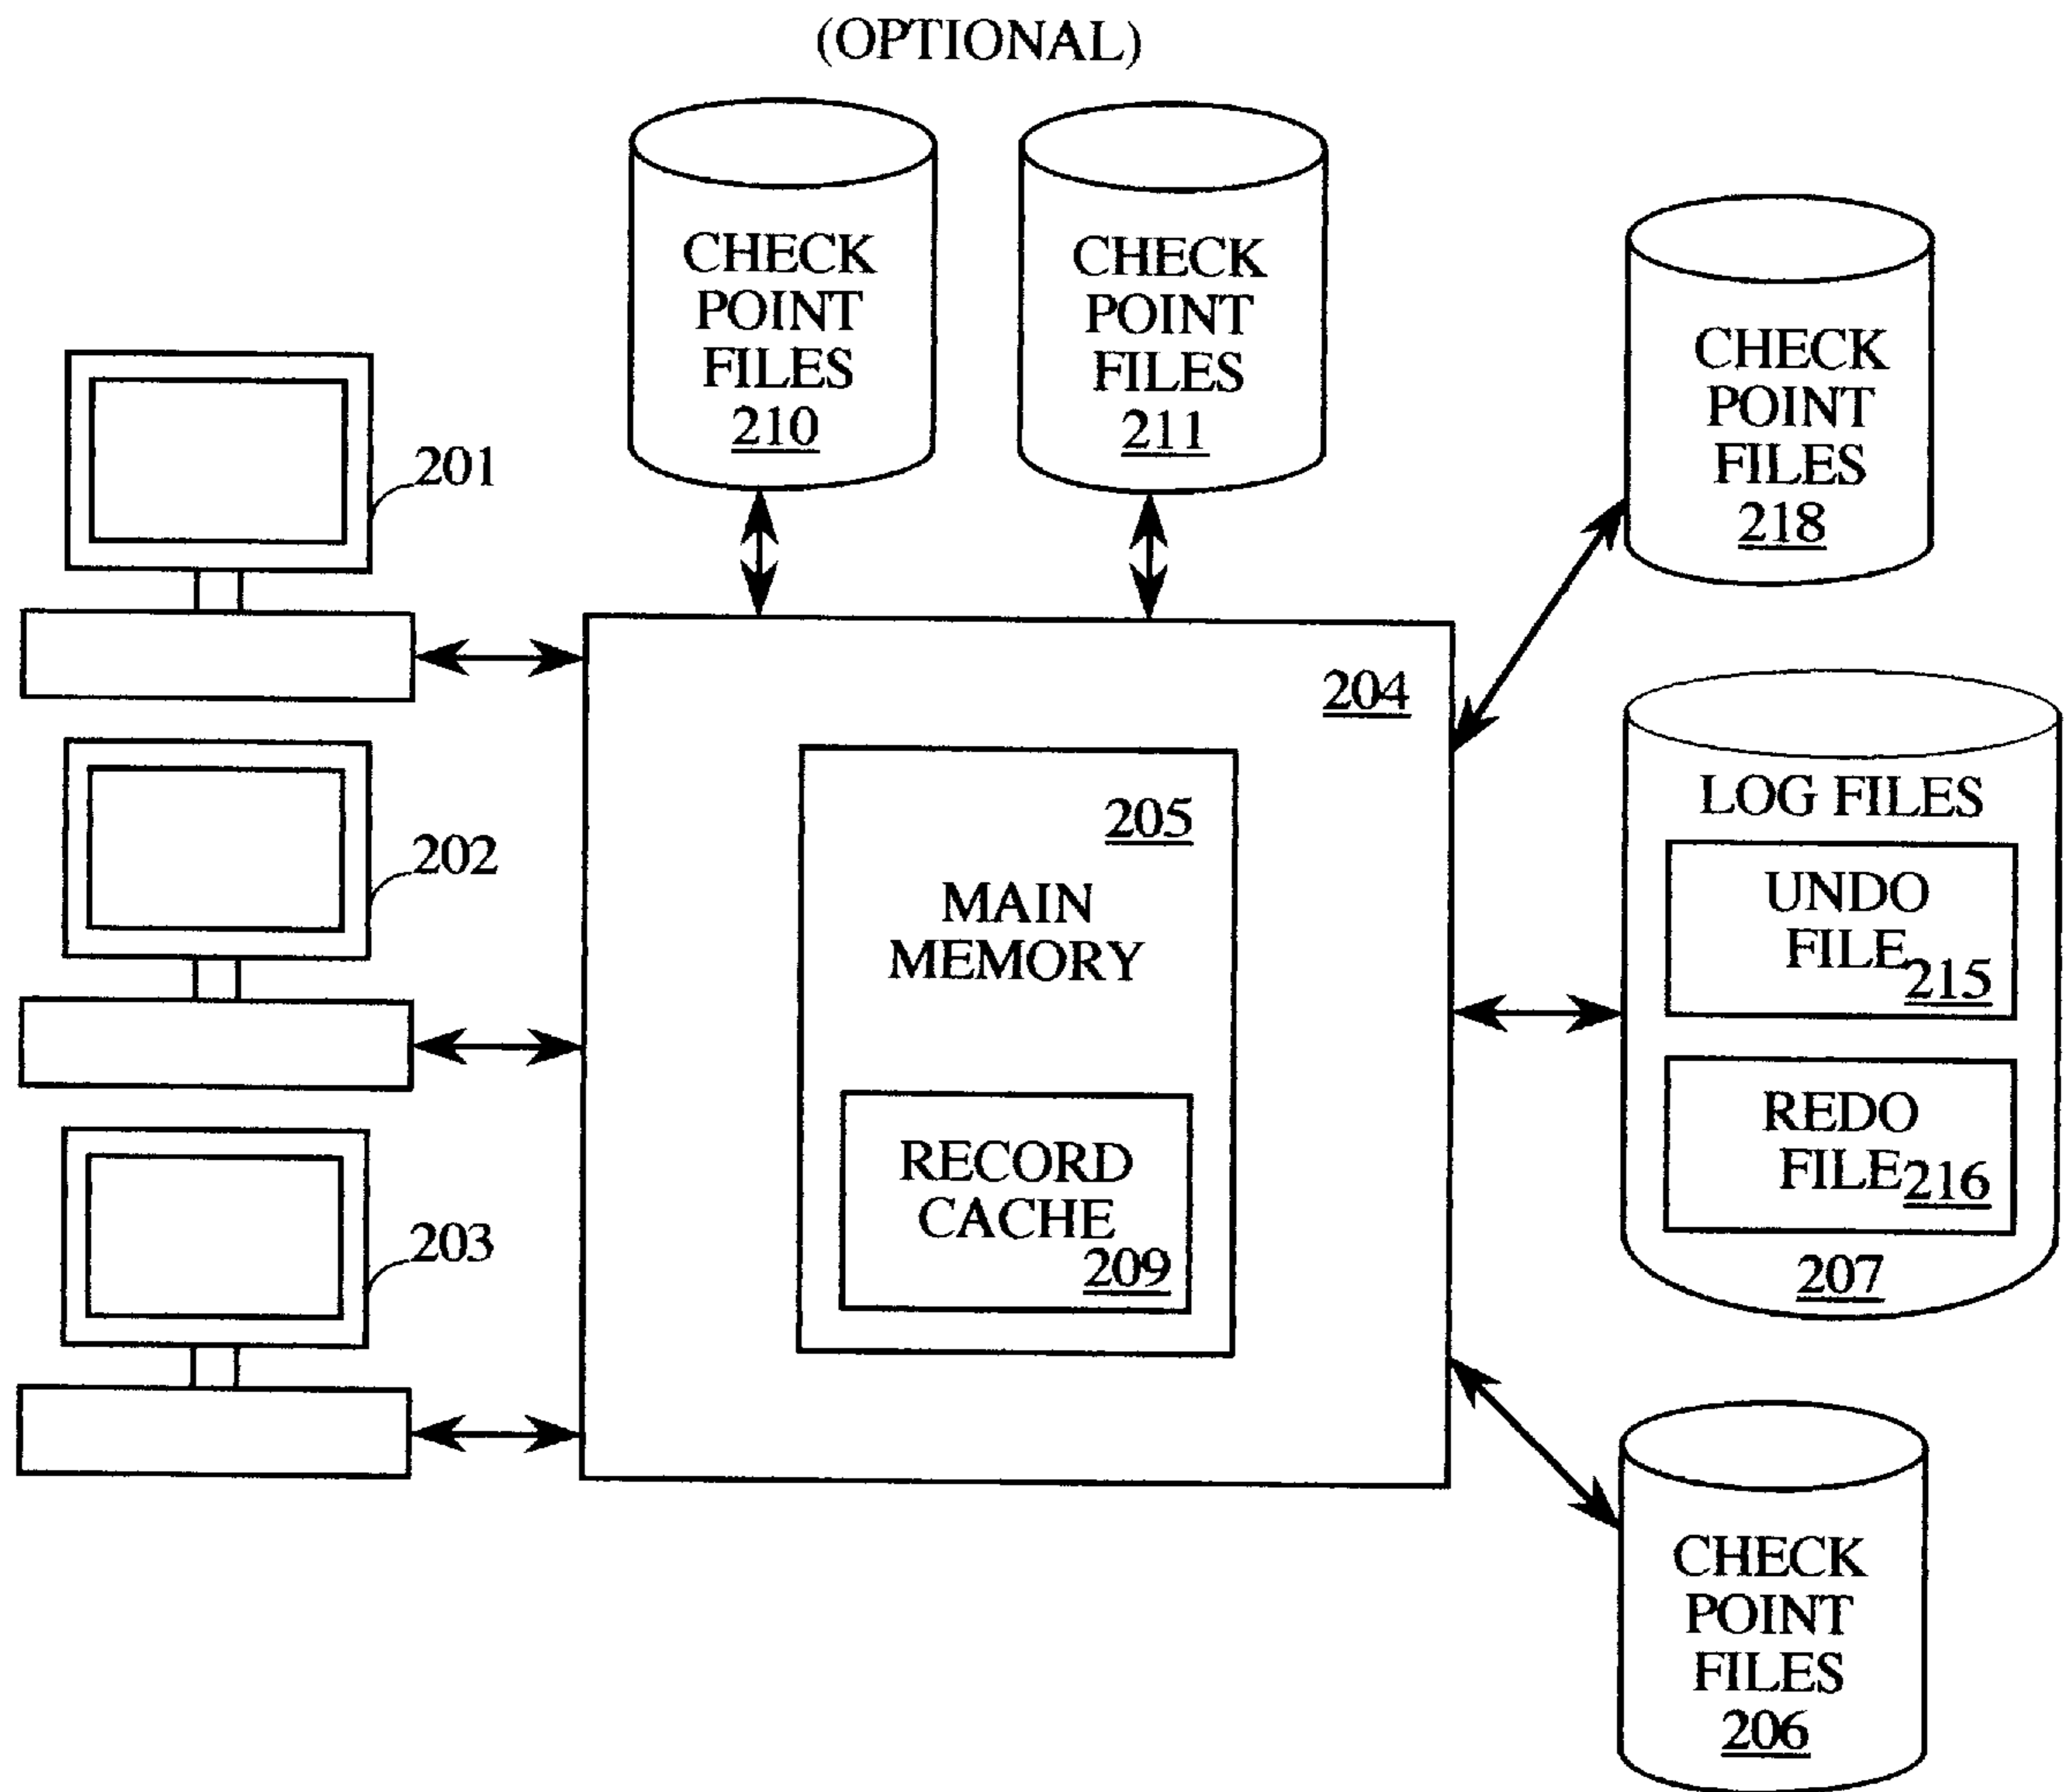 (OPTIONAL)
CHECK
POINT
FILES
210
CHECK
POINT
FILES
211
CHECK
POINT
FILES
218
201
202
203
204
205
MAIN
MEMORY
RECORD
CACHE
209
LOG FILES
UNDO
FILE
215
REDO
FILE
216
207
CHECK
POINT
FILES
206